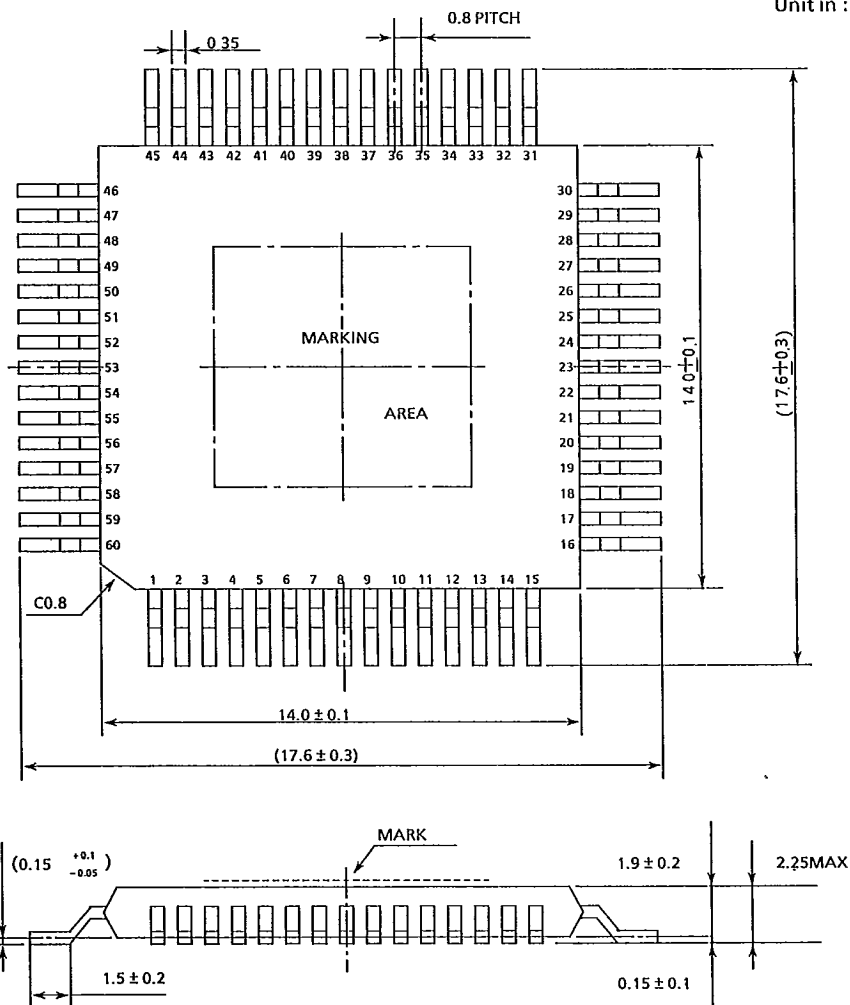 Unit in :
0.8 PITCH
0 35
45 44 43 42 41 40 39 38 37 36 35 34 33 32 31
46 30
47 29
48 28
49 27
50 26
51 25
52 MARKING 24
53 23
54 22
55 AREA 21
56 20
57 19
58 18
59 17
60 16
14.0±0.1
(17.6±0.3)
1 2 3 4 5 6 7 8 9 10 11 12 13 14 15
C0.8
14.0±0.1
(17.6±0.3)
MARK
(0.15 +0.1 -0.05)
1.9±0.2
2.25MAX
1.5±0.2
0.15±0.1